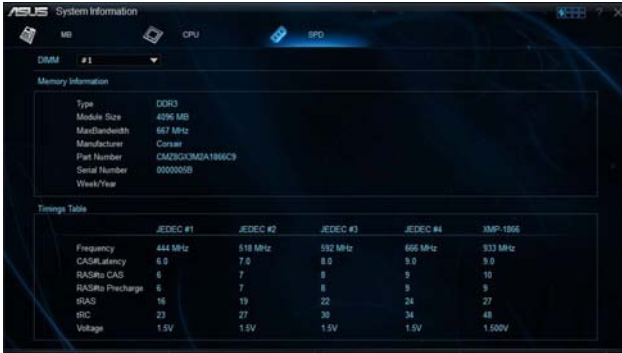 ASUS System Information ? X
MB CPU SPD
DIMM #1
Memory Information
Type DDR3
Module Size 4096 MB
MaxBandwidth 667 MHz
Manufacturer Corsair
Part Number CMZ8GX3M2A1866C9
Serial Number 0000005B
Week/Year
Timings Table
JEDEC #1 JEDEC #2 JEDEC #3 JEDEC #4 XMP-1866
Frequency 444 MHz 518 MHz 592 MHz 666 MHz 933 MHz
CAS#Latency 6.0 7.0 8.0 9.0 9.0
RAS#to CAS 6 7 8 9 10
RAS#to Precharge 6 7 8 9 9
tRAS 16 19 22 24 27
tRC 23 27 30 34 48
Voltage 1.5V 1.5V 1.5V 1.5V 1.500V